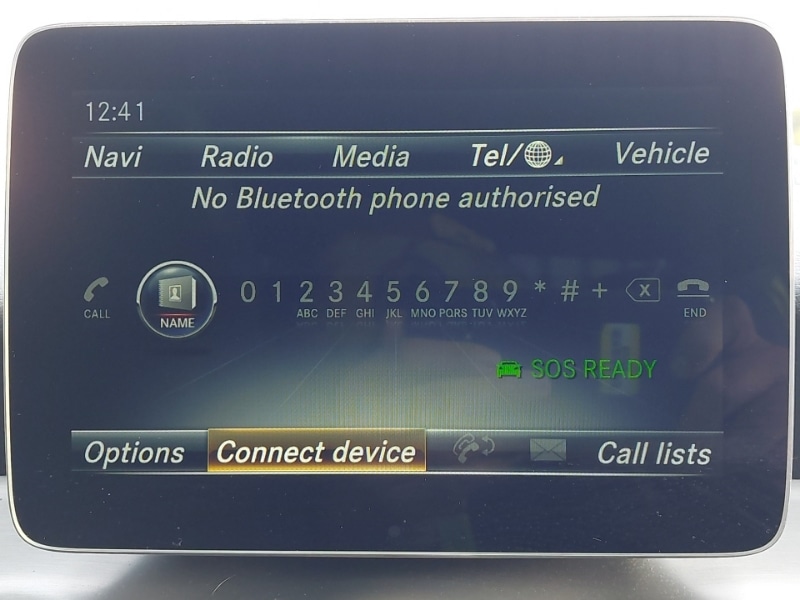 12:41
Navi Radio Media Tel/ Vehicle
No Bluetooth phone authorised
0 1 2 3 4 5 6 7 8 9 * # + X
CALL NAME ABC DEF GHI JKL MNO PQRS TUV WXYZ END
SOS READY
Options Connect device Call lists